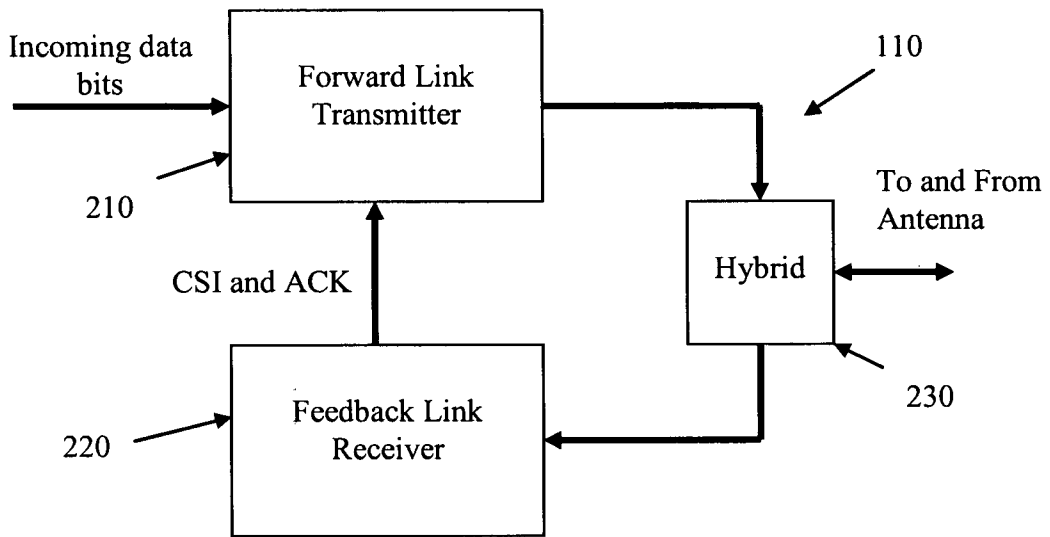 Incoming data
bits
Forward Link
Transmitter
110
210
To and From
Antenna
Hybrid
CSI and ACK
230
Feedback Link
Receiver
220